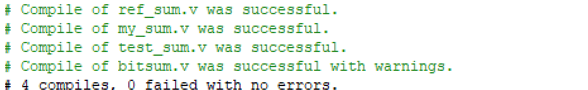 # Compile of ref_sum.v was successful.
# Compile of my_sum.v was successful.
# Compile of test_sum.v was successful.
# Compile of bitsum.v was successful with warnings.
# 4 compiles, 0 failed with no errors.